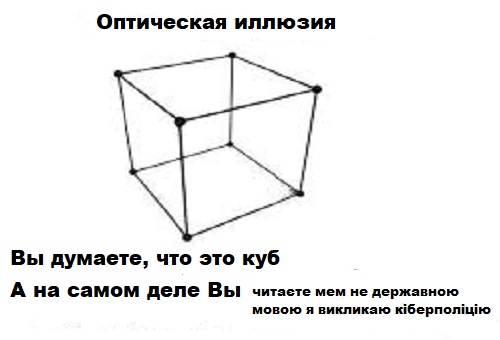 Оптическая иллюзия
Вы думаете, что это куб
А на самом деле Вы читаєте мем не державною
мовою я викликаю кіберполіцію